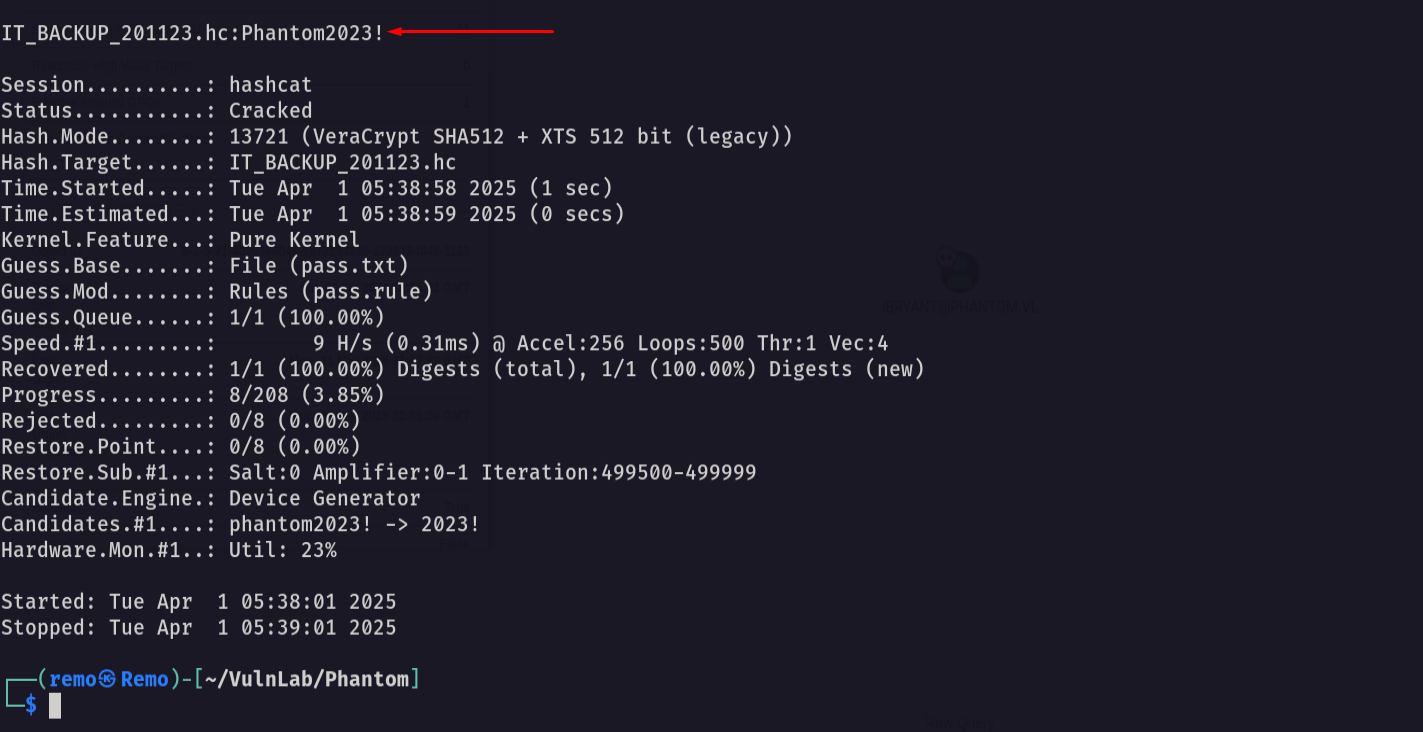 IT_BACKUP_201123.hc:Phantom2023!
Session..........: hashcat
Status...........: Cracked
Hash.Mode........: 13721 (VeraCrypt SHA512 + XTS 512 bit (legacy))
Hash.Target......: IT_BACKUP_201123.hc
Time.Started.....: Tue Apr  1 05:38:58 2025 (1 sec)
Time.Estimated...: Tue Apr  1 05:38:59 2025 (0 secs)
Kernel.Feature...: Pure Kernel
Guess.Base.......: File (pass.txt)
Guess.Mod........: Rules (pass.rule)
Guess.Queue......: 1/1 (100.00%)
Speed.#1.........:        9 H/s (0.31ms) @ Accel:256 Loops:500 Thr:1 Vec:4
Recovered........: 1/1 (100.00%) Digests (total), 1/1 (100.00%) Digests (new)
Progress.........: 8/208 (3.85%)
Rejected.........: 0/8 (0.00%)
Restore.Point....: 0/8 (0.00%)
Restore.Sub.#1...: Salt:0 Amplifier:0-1 Iteration:499500-499999
Candidate.Engine.: Device Generator
Candidates.#1....: phantom2023! -> 2023!
Hardware.Mon.#1..: Util: 23%
Started: Tue Apr  1 05:38:01 2025
Stopped: Tue Apr  1 05:39:01 2025
┌──(remo㉿Remo)-[~/VulnLab/Phantom]
└─$
IBRYANT@PHANTOM.VL
Raw Query